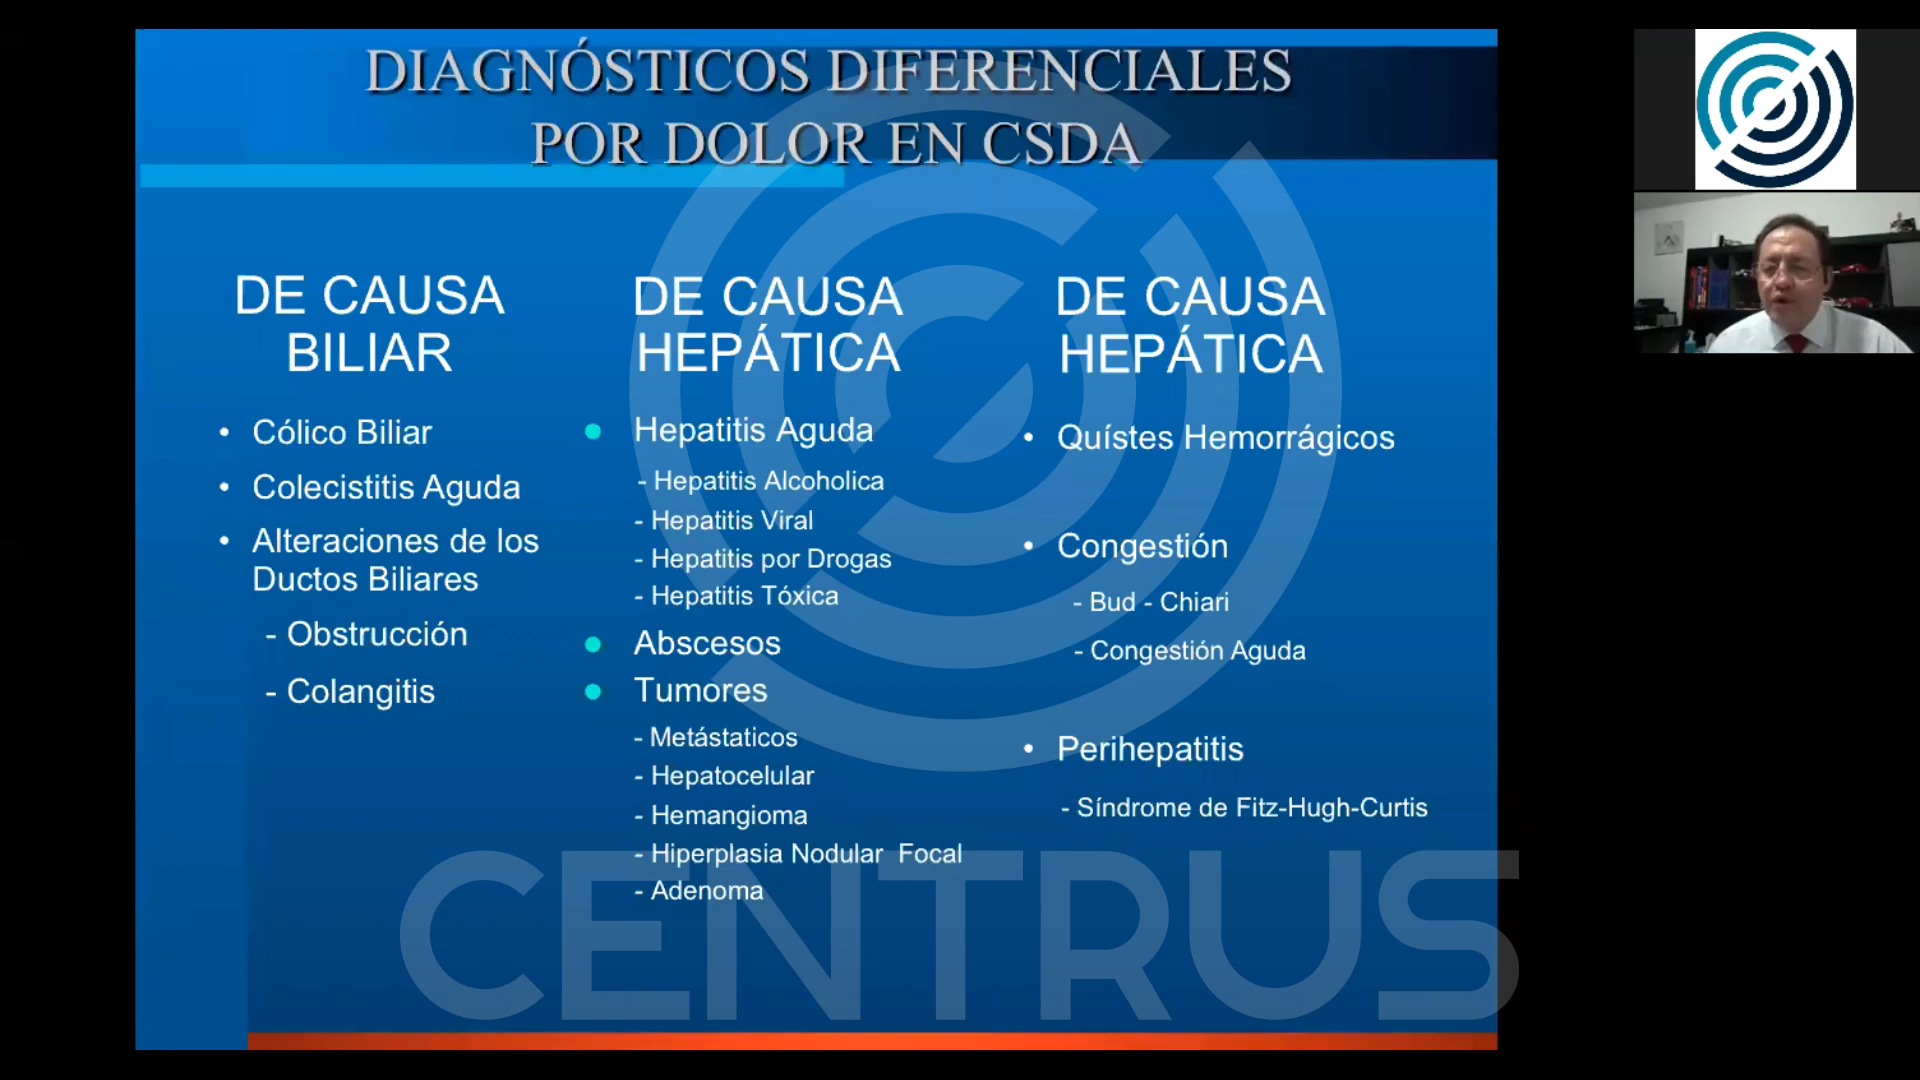 DIAGNÓSTICOS DIFERENCIALES
POR DOLOR EN CSDA
DE CAUSA
BILIAR
• Cólico Biliar
• Colecistitis Aguda
• Alteraciones de los
Ductos Biliares
- Obstrucción
- Colangitis
DE CAUSA
HEPÁTICA
• Hepatitis Aguda
- Hepatitis Alcoholica
- Hepatitis Viral
- Hepatitis por Drogas
- Hepatitis Tóxica
• Abscesos
• Tumores
- Metástaticos
- Hepatocelular
- Hemangioma
- Hiperplasia Nodular Focal
- Adenoma
DE CAUSA
HEPÁTICA
• Quístes Hemorrágicos
• Congestión
- Bud - Chiari
- Congestión Aguda
• Perihepatitis
- Síndrome de Fitz-Hugh-Curtis
CENTRUS